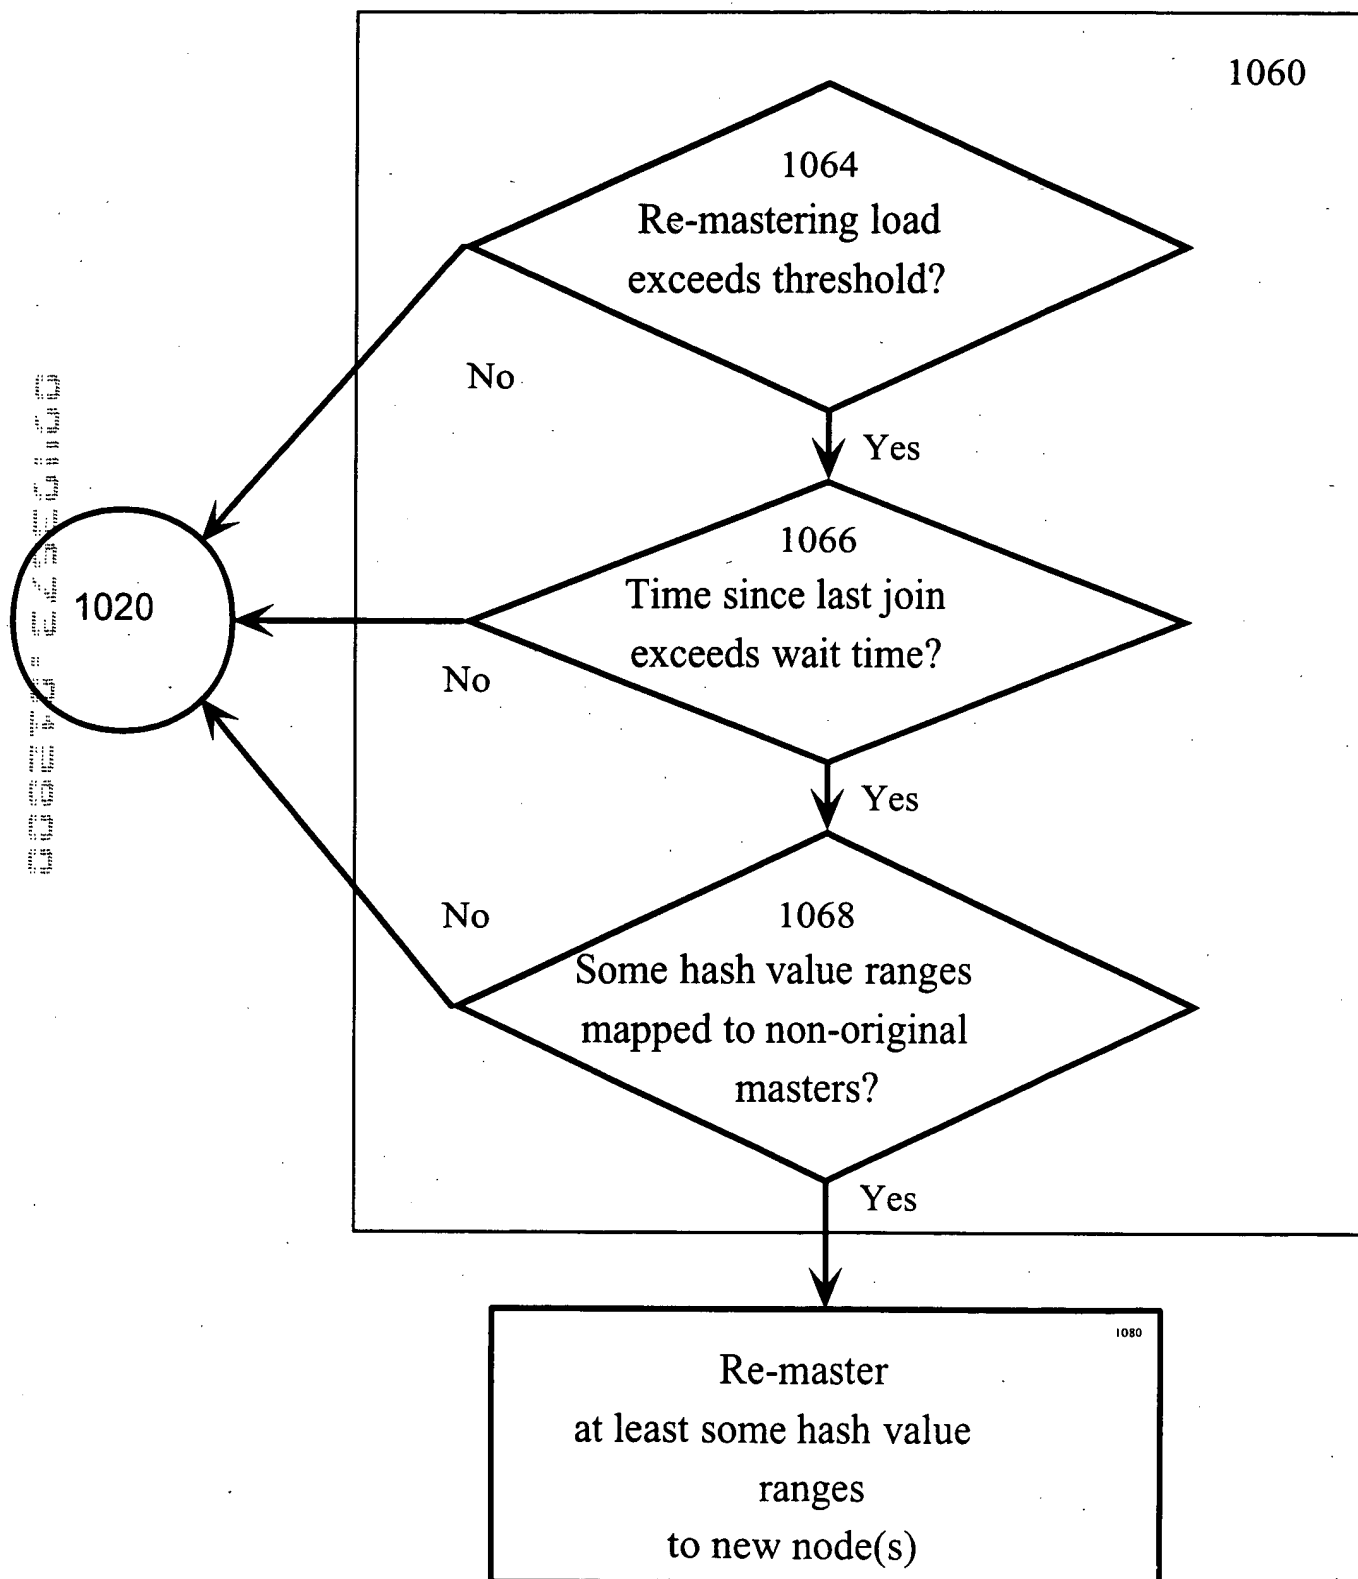 1060
1064
Re-mastering load
exceeds threshold?
No
Yes
1066
Time since last join
exceeds wait time?
1020
No
Yes
1068
No
Some hash value ranges
mapped to non-original
masters?
Yes
1080
Re-master
at least some hash value
ranges
to new node(s)